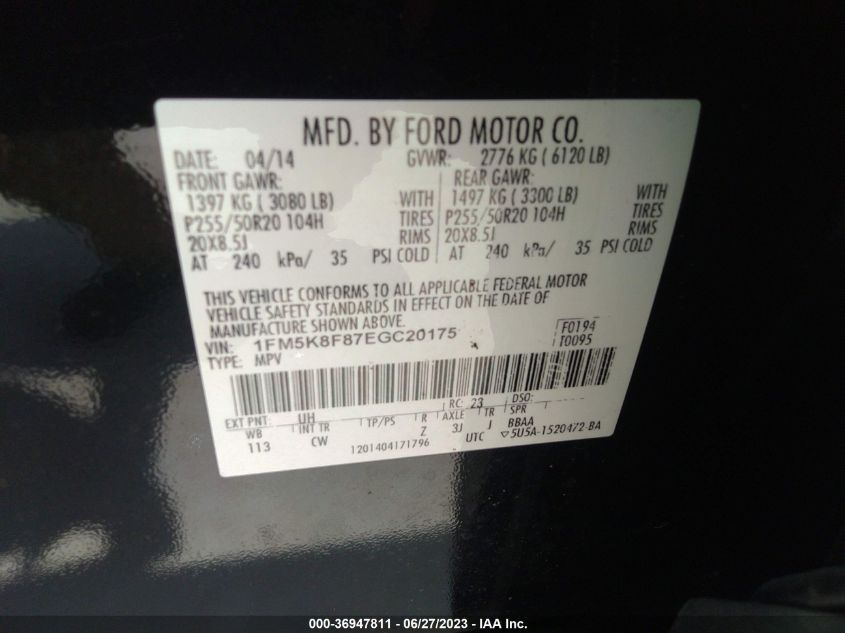 MFD. BY FORD MOTOR CO.
DATE: 04/14 GVWR: 2776 KG ( 6120 LB)
FRONT GAWR: REAR GAWR:
1397 KG ( 3080 LB) WITH 1497 KG ( 3300 LB) WITH
P255/50R20 104H TIRES P255/50R20 104H TIRES
20X8.5J RIMS 20X8.5J RIMS
AT 240 kPa/ 35 PSI COLD AT 240 kPa/ 35 PSI COLD
THIS VEHICLE CONFORMS TO ALL APPLICABLE FEDERAL MOTOR
VEHICLE SAFETY STANDARDS IN EFFECT ON THE DATE OF
MANUFACTURE SHOWN ABOVE.
VIN: 1FM5K8F87EGC20175 F0194
TYPE: MPV T0095
EXT PNT: UH RC: 23 DSO:
WB INT TR TP/PS R AXLE TR SPR
113 CW Z 3J J BBAA
1201404171796 UTC ▽5U5A-1520472-BA
000-36947811 - 06/27/2023 - IAA Inc.